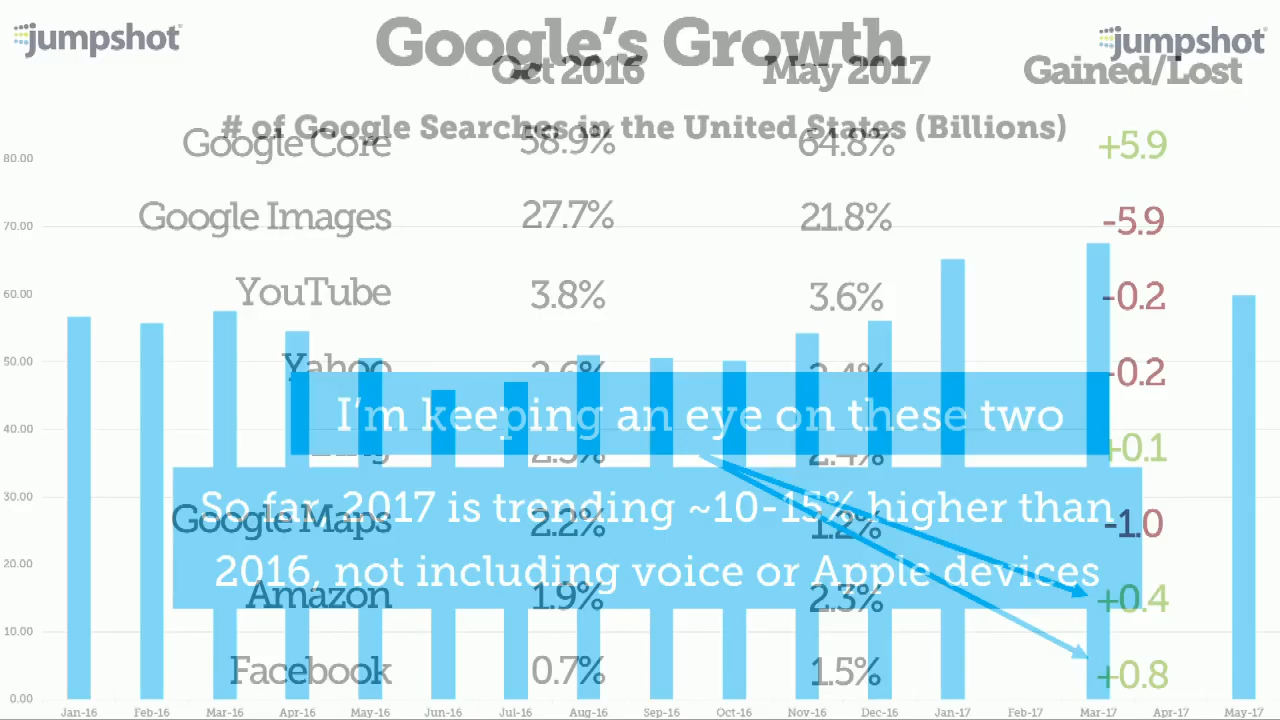 jumpshot
Google's Growth
jumpshot
Oct 2016 May 2017 Gained/Lost
# of Google Searches in the United States (Billions)
Google Core 58.9% 64.8% +5.9
80.00
Google Images 27.7% 21.8% -5.9
70.00
YouTube 3.8% 3.6% -0.2
60.00
Yahoo 2.4% -0.2
50.00
I'm keeping an eye on these two
40.00
2.4% +0.1
30.00
So far, 2017 is trending ~10-15% higher than
Google Maps 2.2% 1.2% -1.0
20.00
2016, not including voice or Apple devices
Amazon 1.9% 2.3% +0.4
10.00
Facebook 0.7% 1.5% +0.8
0.00
Jan-16 Feb-16 Mar-16 Apr-16 May-16 Jun-16 Jul-16 Aug-16 Sep-16 Oct-16 Nov-16 Dec-16 Jan-17 Feb-17 Mar-17 Apr-17 May-17